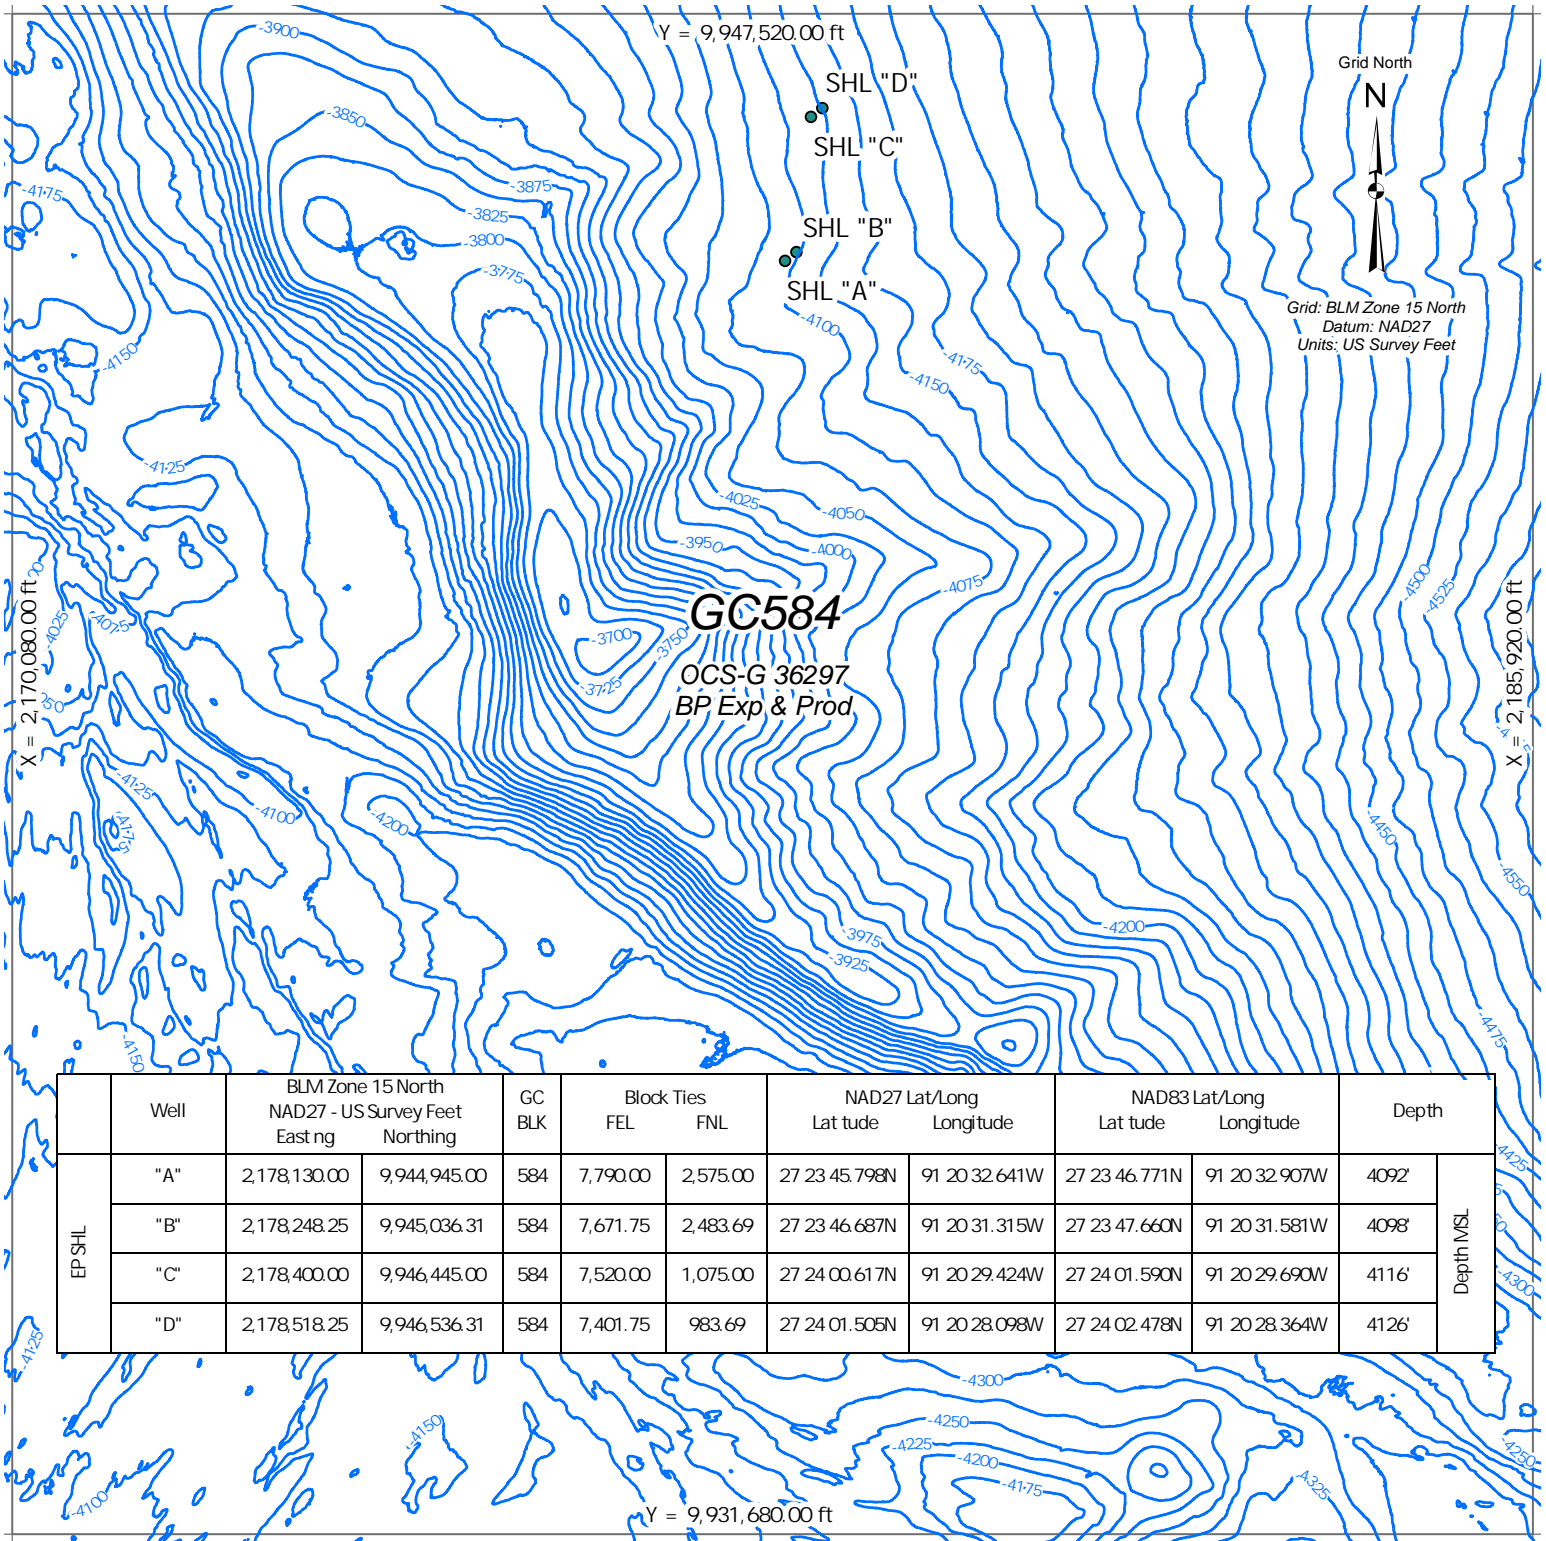 Y = 9,947,520.00 ft
Grid North
N
Grid: BLM Zone 15 North
Datum: NAD27
Units: US Survey Feet
SHL "D"
SHL "C"
SHL "B"
SHL "A"
-3900
-3850
-3875
-3825
-3800
-3775
-4175
-4150
-4125
-4100
-4175
-4150
-4025
-4050
-4000
-3950
-4075
-4500
-4525
X = 2,170,080.00 ft
X = 2,185,920.00 ft
-4025
-4075
GC584
OCS-G 36297
BP Exp & Prod
-3700
-3750
-3725
-4125
-4175
-4100
-4200
-4450
-4550
-4200
-3975
-3925
-4475
-4150
Well
BLM Zone 15 North
NAD27 - US Survey Feet
East ng Northing
GC
BLK
Block Ties
FEL FNL
NAD27 Lat/Long
Lat tude Longitude
NAD83 Lat/Long
Lat tude Longitude
Depth
EP SHL
"A" 2,178,130.00 9,944,945.00 584 7,790.00 2,575.00 27 23 45.798N 91 20 32.641W 27 23 46.771N 91 20 32.907W 4092'
"B" 2,178,248.25 9,945,036.31 584 7,671.75 2,483.69 27 23 46.687N 91 20 31.315W 27 23 47.660N 91 20 31.581W 4098'
"C" 2,178,400.00 9,946,445.00 584 7,520.00 1,075.00 27 24 00.617N 91 20 29.424W 27 24 01.590N 91 20 29.690W 4116'
"D" 2,178,518.25 9,946,536.31 584 7,401.75 983.69 27 24 01.505N 91 20 28.098W 27 24 02.478N 91 20 28.364W 4126'
Depth MSL
-4425
-4300
-4125
-4300
-4250
-4225
-4200
-4175
-4150
-4100
-4325
-4250
Y = 9,931,680.00 ft